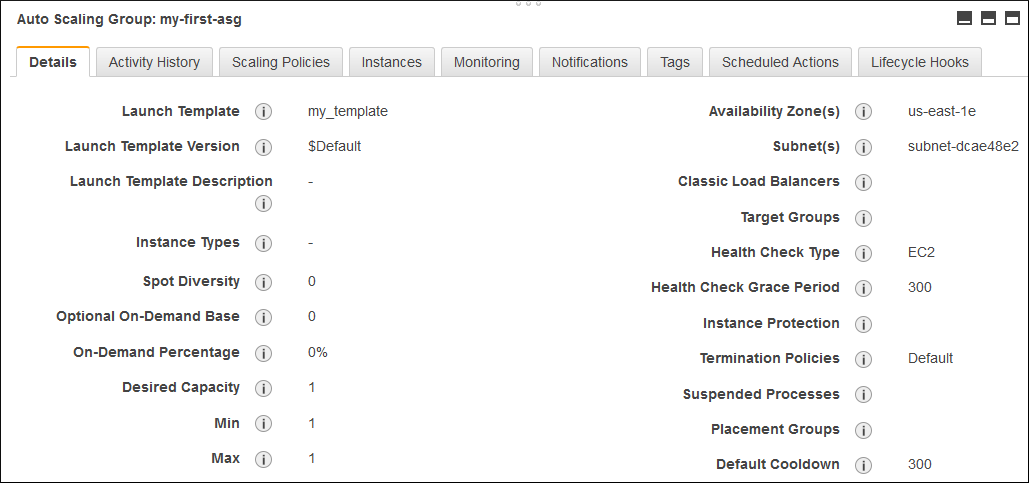 Auto Scaling Group: my-first-asg
Details Activity History Scaling Policies Instances Monitoring Notifications Tags Scheduled Actions Lifecycle Hooks
Launch Template i my_template
Launch Template Version i $Default
Launch Template Description
i -
Instance Types i -
Spot Diversity i 0
Optional On-Demand Base i 0
On-Demand Percentage i 0%
Desired Capacity i 1
Min i 1
Max i 1
Availability Zone(s) i us-east-1e
Subnet(s) i subnet-dcae48e2
Classic Load Balancers i
Target Groups i
Health Check Type i EC2
Health Check Grace Period i 300
Instance Protection i
Termination Policies i Default
Suspended Processes i
Placement Groups i
Default Cooldown i 300